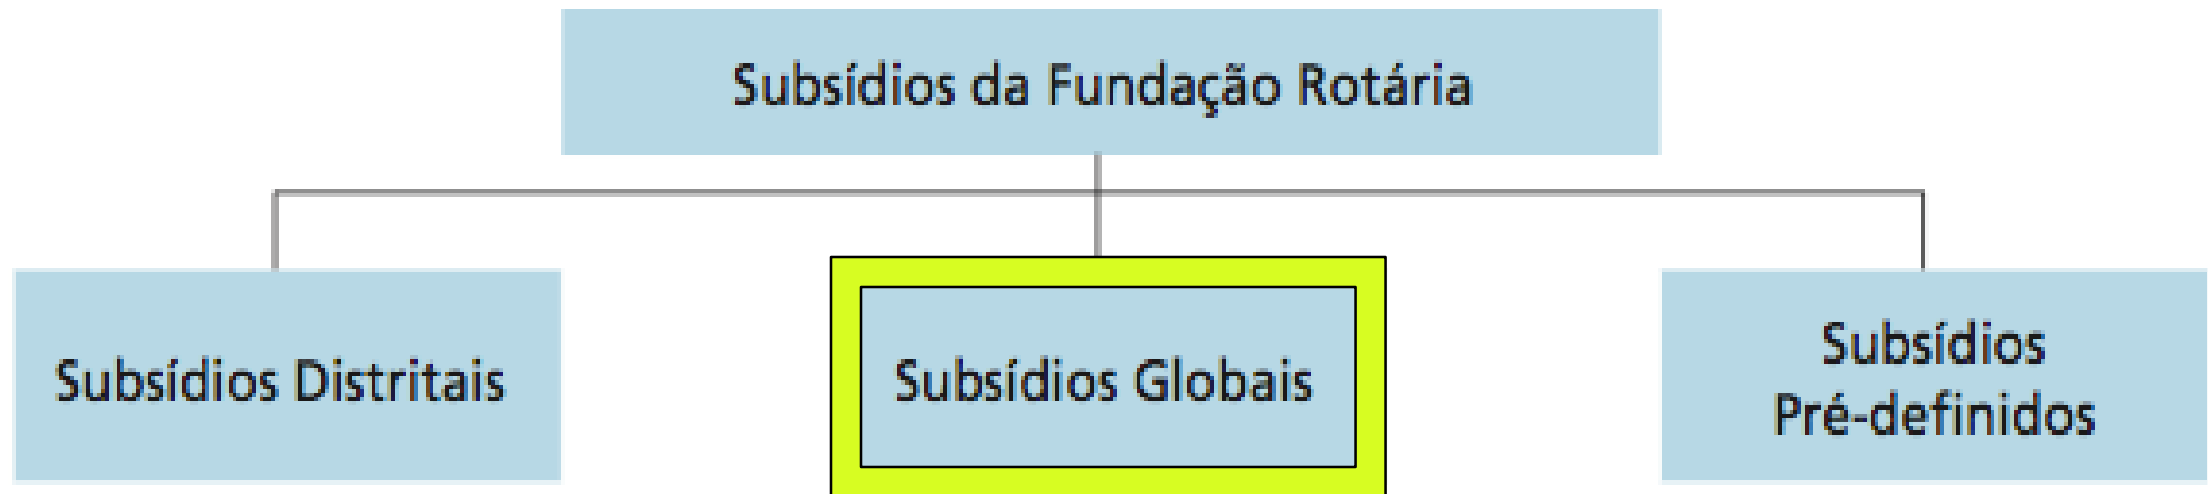 Subsídios da Fundação Rotária
Subsídios Distritais
Subsídios Globais
Subsídios
Pré-definidos